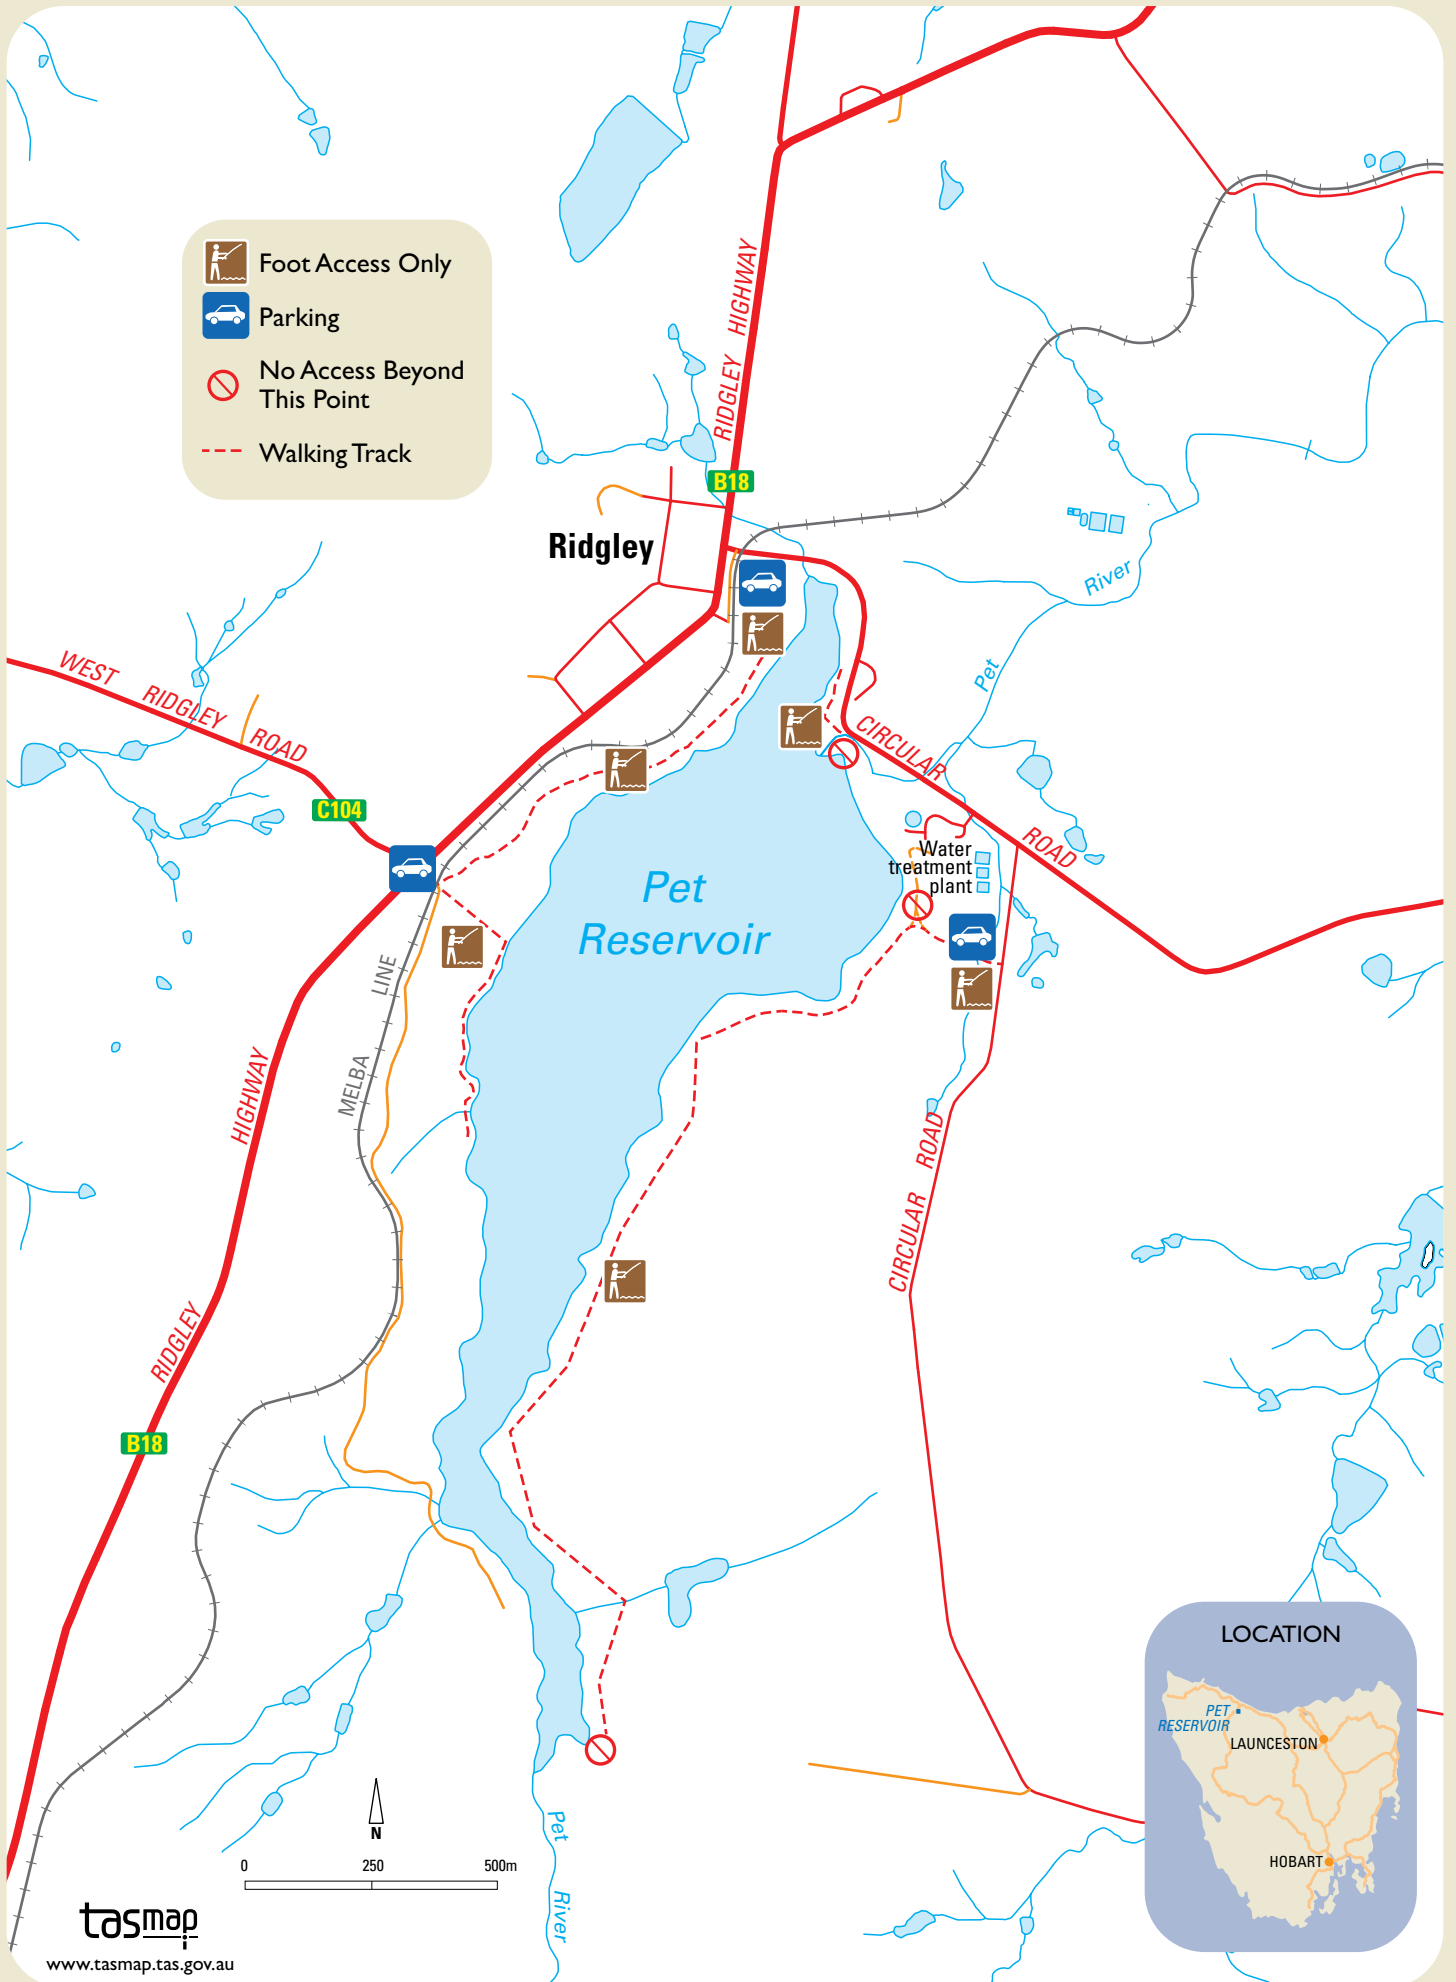 Foot Access Only
Parking
No Access Beyond
This Point
Walking Track
RIDGLEY HIGHWAY
B18
Ridgley
River
Pet
WEST RIDGLEY ROAD
C104
CIRCULAR ROAD
Water
treatment
plant
Pet
Reservoir
MELBA LINE
RIDGLEY HIGHWAY
CIRCULAR ROAD
B18
Pet River
N
0 250 500m
tasmap
www.tasmap.tas.gov.au
LOCATION
PET
RESERVOIR
LAUNCESTON
HOBART